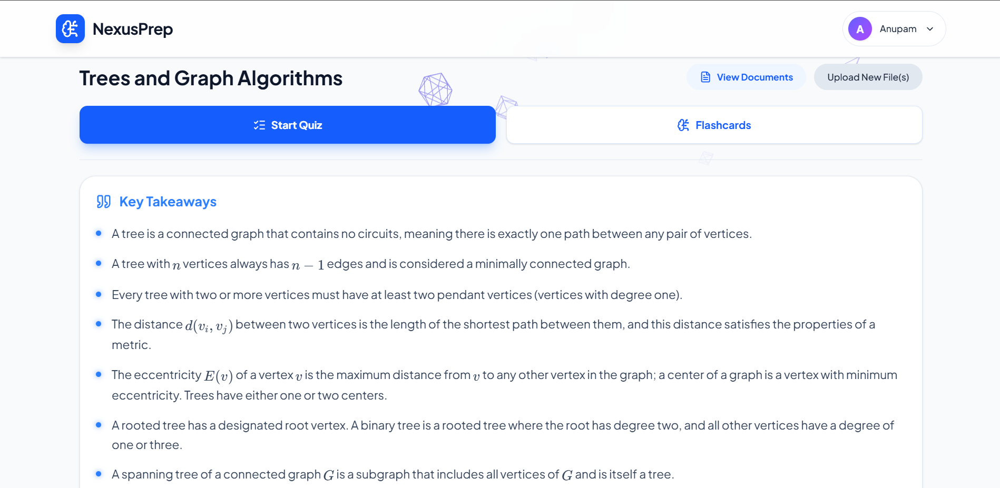 NexusPrep
A Anupam
Trees and Graph Algorithms
View Documents
Upload New File(s)
Start Quiz
Flashcards
Key Takeaways
A tree is a connected graph that contains no circuits, meaning there is exactly one path between any pair of vertices.
A tree with n vertices always has n − 1 edges and is considered a minimally connected graph.
Every tree with two or more vertices must have at least two pendant vertices (vertices with degree one).
The distance d(vᵢ, vⱼ) between two vertices is the length of the shortest path between them, and this distance satisfies the properties of a
metric.
The eccentricity E(v) of a vertex v is the maximum distance from v to any other vertex in the graph; a center of a graph is a vertex with minimum
eccentricity. Trees have either one or two centers.
A rooted tree has a designated root vertex. A binary tree is a rooted tree where the root has degree two, and all other vertices have a degree of
one or three.
A spanning tree of a connected graph G is a subgraph that includes all vertices of G and is itself a tree.